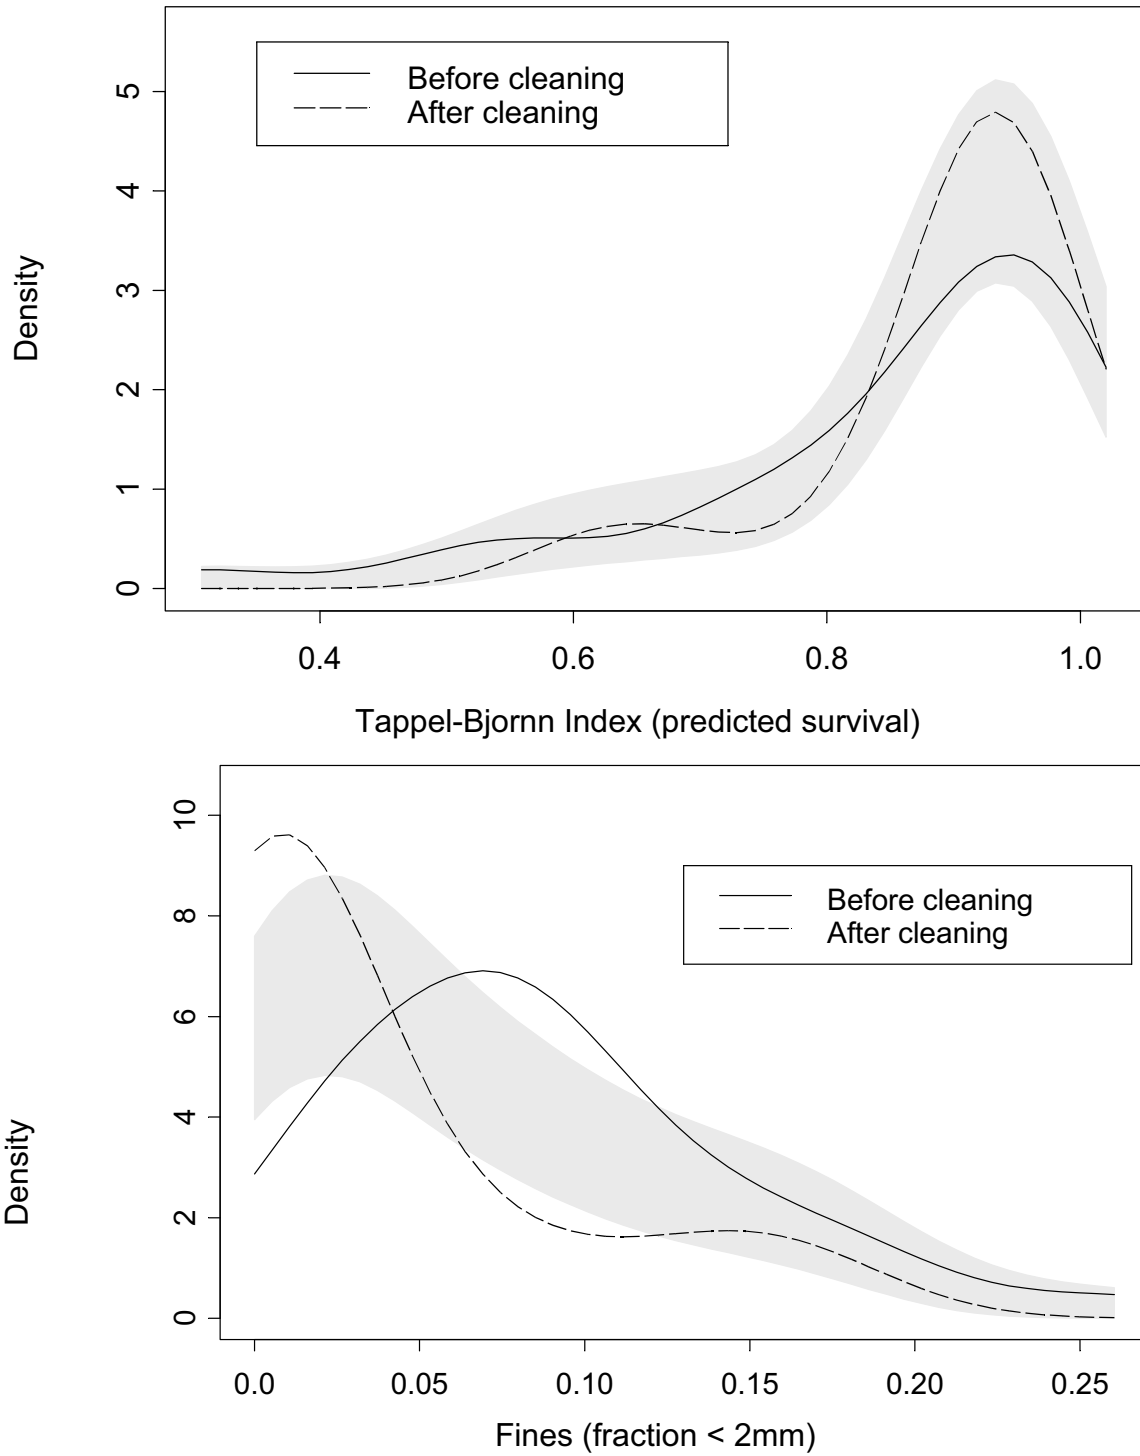 Before cleaning
After cleaning
Density
5
4
3
2
1
0
0.4 0.6 0.8 1.0
Tappel-Bjornn Index (predicted survival)
Before cleaning
After cleaning
Density
10
8
6
4
2
0
0.0 0.05 0.10 0.15 0.20 0.25
Fines (fraction < 2mm)